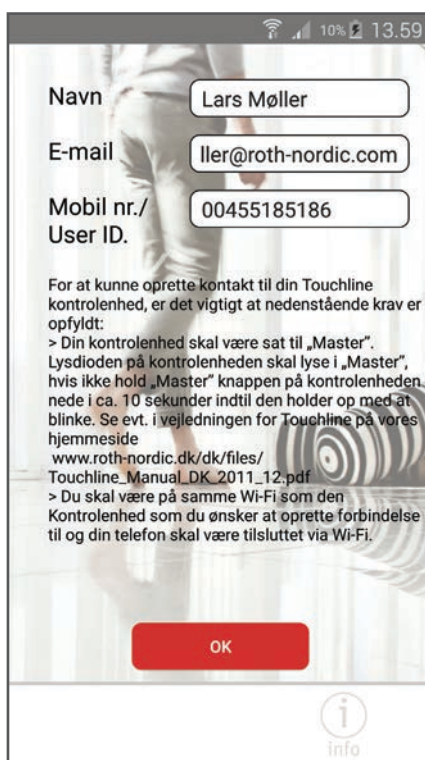 10% 13.59
Navn Lars Møller
E-mail ller@roth-nordic.com
Mobil nr./ 00455185186
User ID.
For at kunne oprette kontakt til din Touchline
kontrolenhed, er det vigtigt at nedenstående krav er
opfyldt:
> Din kontrolenhed skal være sat til „Master”.
Lysdioden på kontrolenheden skal lyse i „Master”,
hvis ikke hold „Master” knappen på kontrolenheden
nede i ca. 10 sekunder indtil den holder op med at
blinke. Se evt. i vejledningen for Touchline på vores
hjemmeside
www.roth-nordic.dk/dk/files/
Touchline_Manual_DK_2011_12.pdf
> Du skal være på samme Wi-Fi som den
Kontrolenhed som du ønsker at oprette forbindelse
til og din telefon skal være tilsluttet via Wi-Fi.
OK
info